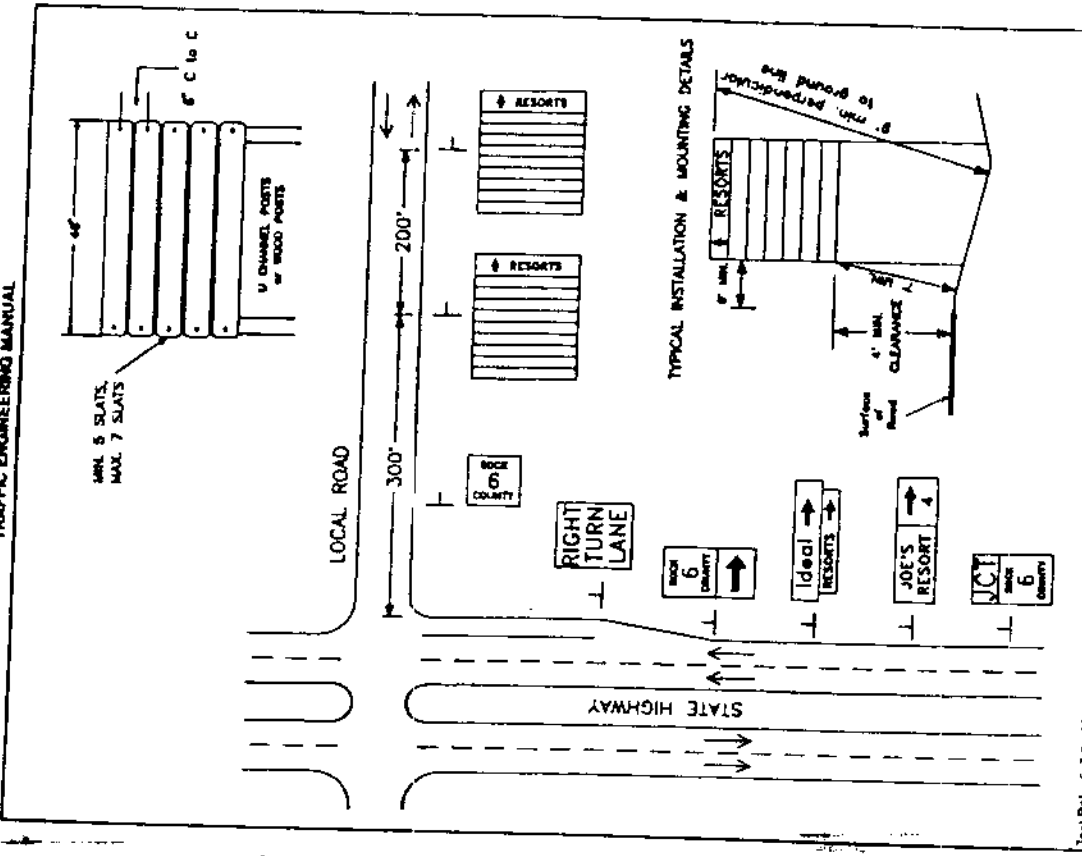 TRAFFIC ENGINEERING MANUAL
MIN. 5 SLATS,
MAX. 7 SLATS
48"
6" C to C
U CHANNEL POSTS
or WOOD POSTS
LOCAL ROAD
300'
200'
ROCK
6
COUNTY
RESORTS
RESORTS
RIGHT
TURN
LANE
ROCK
6
COUNTY
Ideal
RESORTS
JOE'S
RESORT
4
JCT
ROCK
6
COUNTY
STATE HIGHWAY
TYPICAL INSTALLATION & MOUNTING DETAILS
RESORTS
MIN.
min. perpendicular
to ground line
MIN.
4' MIN.
CLEARANCE
Surface
of
Road